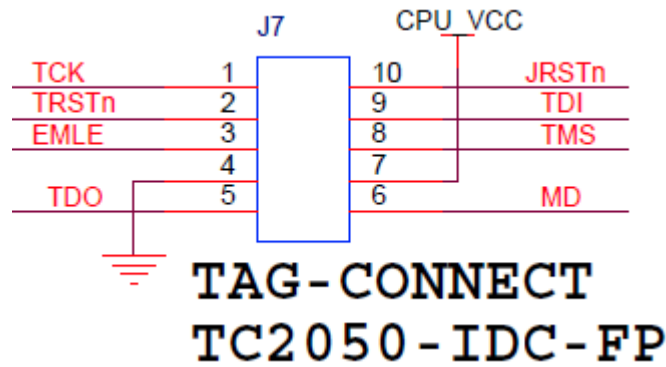 J7 CPU_VCC
TCK 1 10 JRSTn
TRSTn 2 9 TDI
EMLE 3 8 TMS
4 7
TDO 5 6 MD
TAG-CONNECT
TC2050-IDC-FP